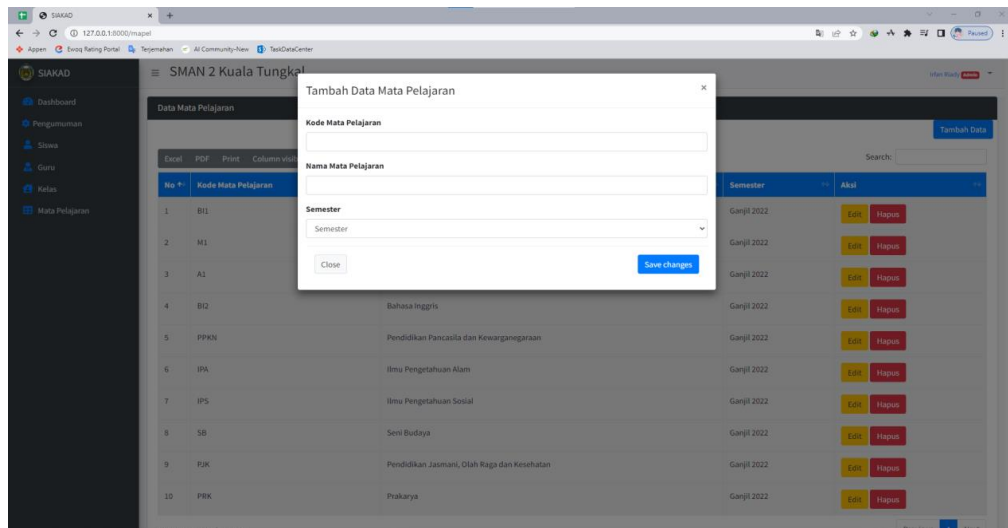 SIAKAD
127.0.0.1:8000/mapel
Paused
Appen Ewoq Rating Portal Terjemahan AI Community-New TaskDataCenter
SIAKAD
SMAN 2 Kuala Tungkal
Irfan Riady Admin
Dashboard
Pengumuman
Siswa
Guru
Kelas
Mata Pelajaran
Data Mata Pelajaran
Tambah Data
Excel PDF Print
Search:
No Kode Mata Pelajaran Semester Aksi
1 BI1 Ganjil 2022 Edit Hapus
2 M1 Ganjil 2022 Edit Hapus
3 A1 Ganjil 2022 Edit Hapus
4 BI2 Bahasa Inggris Ganjil 2022 Edit Hapus
5 PPKN Pendidikan Pancasila dan Kewarganegaraan Ganjil 2022 Edit Hapus
6 IPA Ilmu Pengetahuan Alam Ganjil 2022 Edit Hapus
7 IPS Ilmu Pengetahuan Sosial Ganjil 2022 Edit Hapus
8 SB Seni Budaya Ganjil 2022 Edit Hapus
9 PJK Pendidikan Jasmani, Olah Raga dan Kesehatan Ganjil 2022 Edit Hapus
10 PRK Prakarya Ganjil 2022 Edit Hapus
Tambah Data Mata Pelajaran ×
Kode Mata Pelajaran
Nama Mata Pelajaran
Semester
Semester
Close Save changes